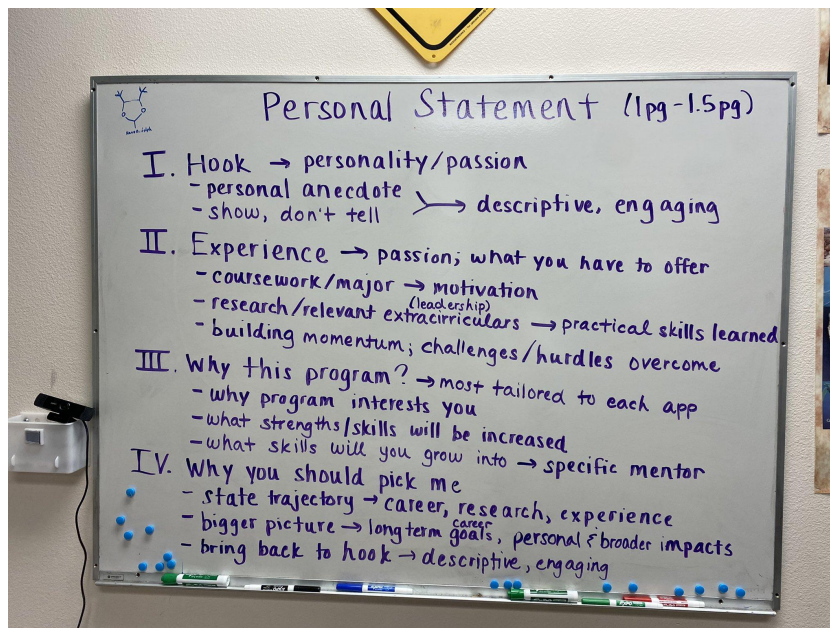 Personal Statement (1pg-1.5pg)
I. Hook → personality/passion
- personal anecdote
- show, don't tell → descriptive, engaging
II. Experience → passion; what you have to offer
- coursework/major → motivation
(leadership)
- research/relevant extracirriculars → practical skills learned
- building momentum; challenges/hurdles overcome
III. Why this program? → most tailored to each app
- why program interests you
- what strengths/skills will be increased
- what skills will you grow into → specific mentor
IV. Why you should pick me
- state trajectory → career, research, experience
career
- bigger picture → long term goals, personal & broader impacts
- bring back to hook → descriptive, engaging